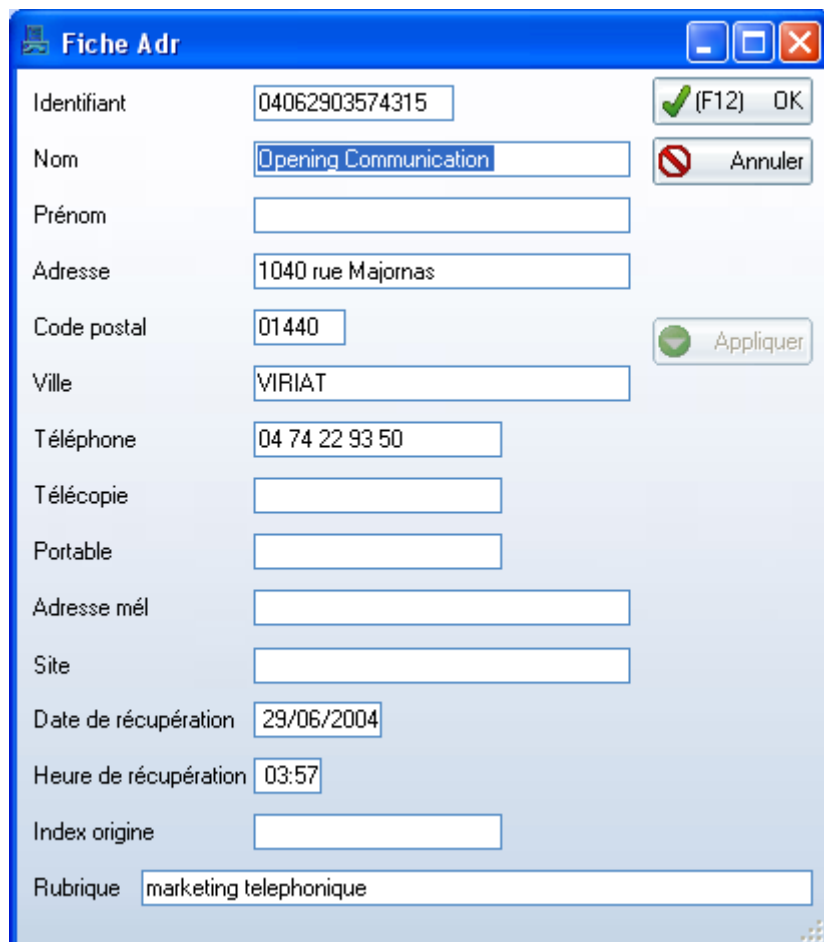 Fiche Adr
Identifiant 04062903574315 (F12) OK
Nom Opening Communication Annuler
Prénom
Adresse 1040 rue Majornas
Code postal 01440 Appliquer
Ville VIRIAT
Téléphone 04 74 22 93 50
Télécopie
Portable
Adresse mél
Site
Date de récupération 29/06/2004
Heure de récupération 03:57
Index origine
Rubrique marketing telephonique